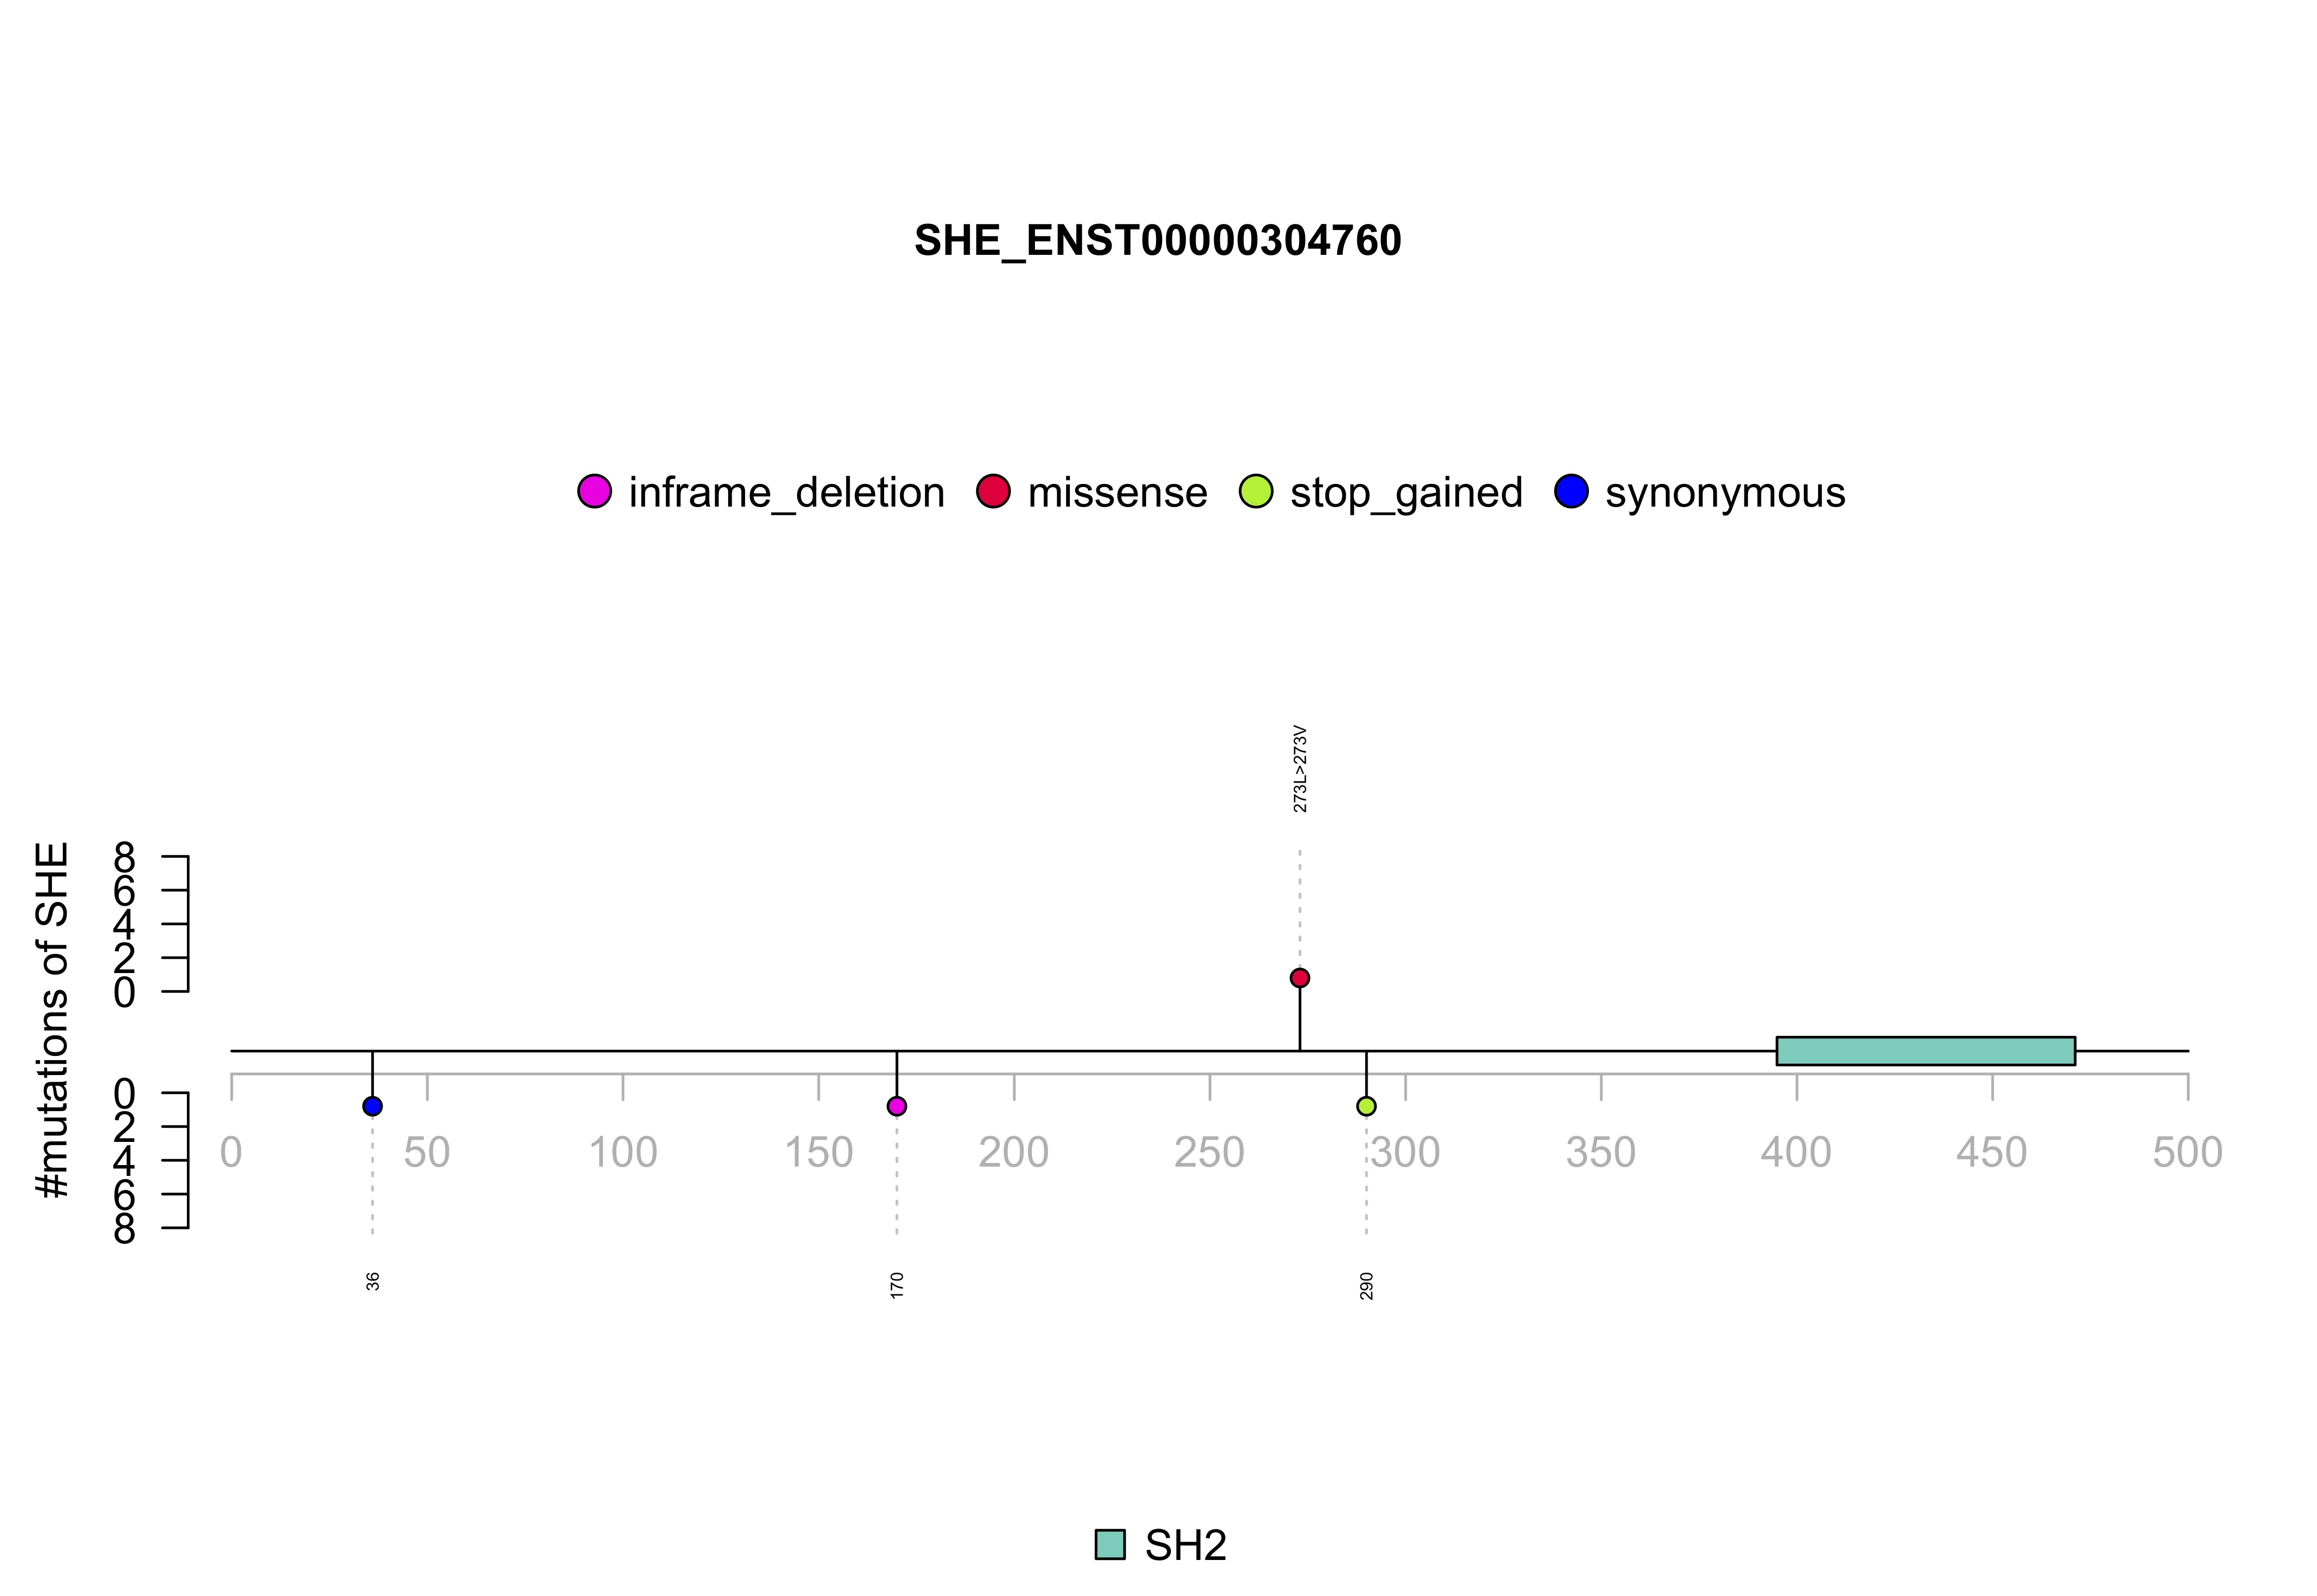 SHE_ENST00000304760
inframe_deletion missense stop_gained synonymous
273L>273V
#mutations of SHE
8
6
4
2
0
0
2
4
6
8
0 50 100 150 200 250 300 350 400 450 500
36 170 290
SH2